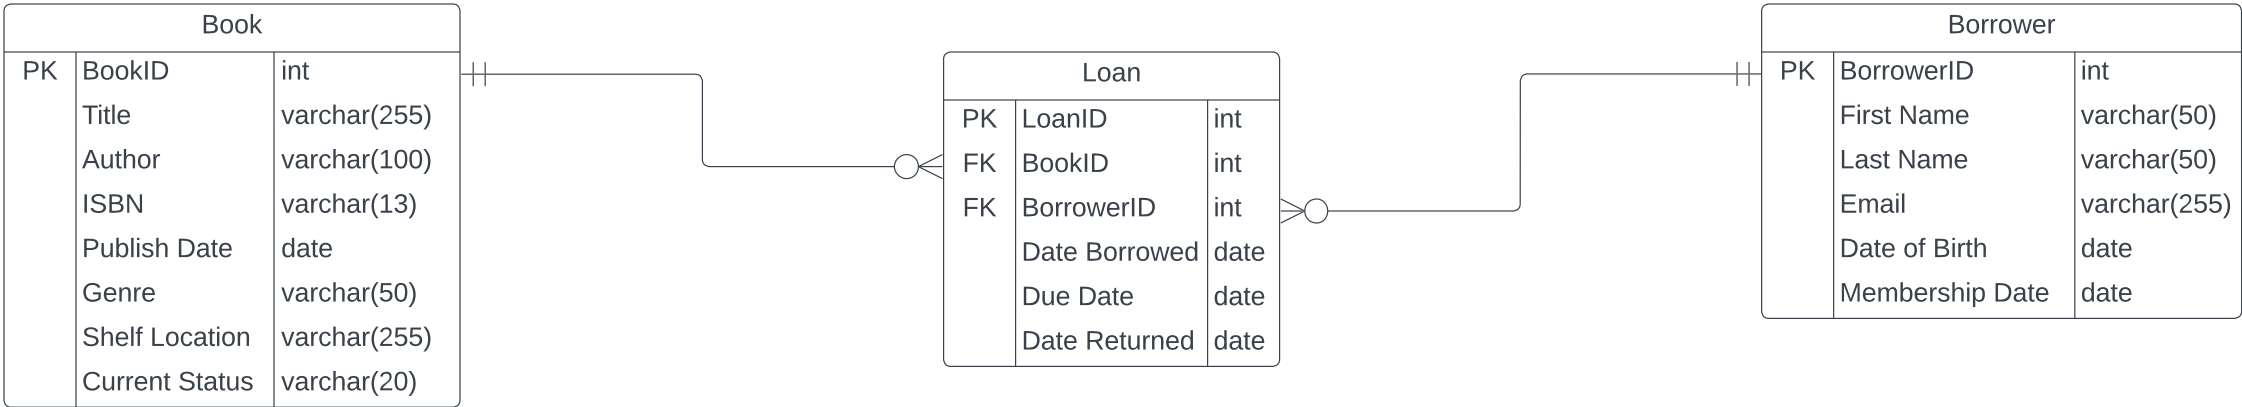 Book
PK BookID int
Title varchar(255)
Author varchar(100)
ISBN varchar(13)
Publish Date date
Genre varchar(50)
Shelf Location varchar(255)
Current Status varchar(20)
Loan
PK LoanID int
FK BookID int
FK BorrowerID int
Date Borrowed date
Due Date date
Date Returned date
Borrower
PK BorrowerID int
First Name varchar(50)
Last Name varchar(50)
Email varchar(255)
Date of Birth date
Membership Date date